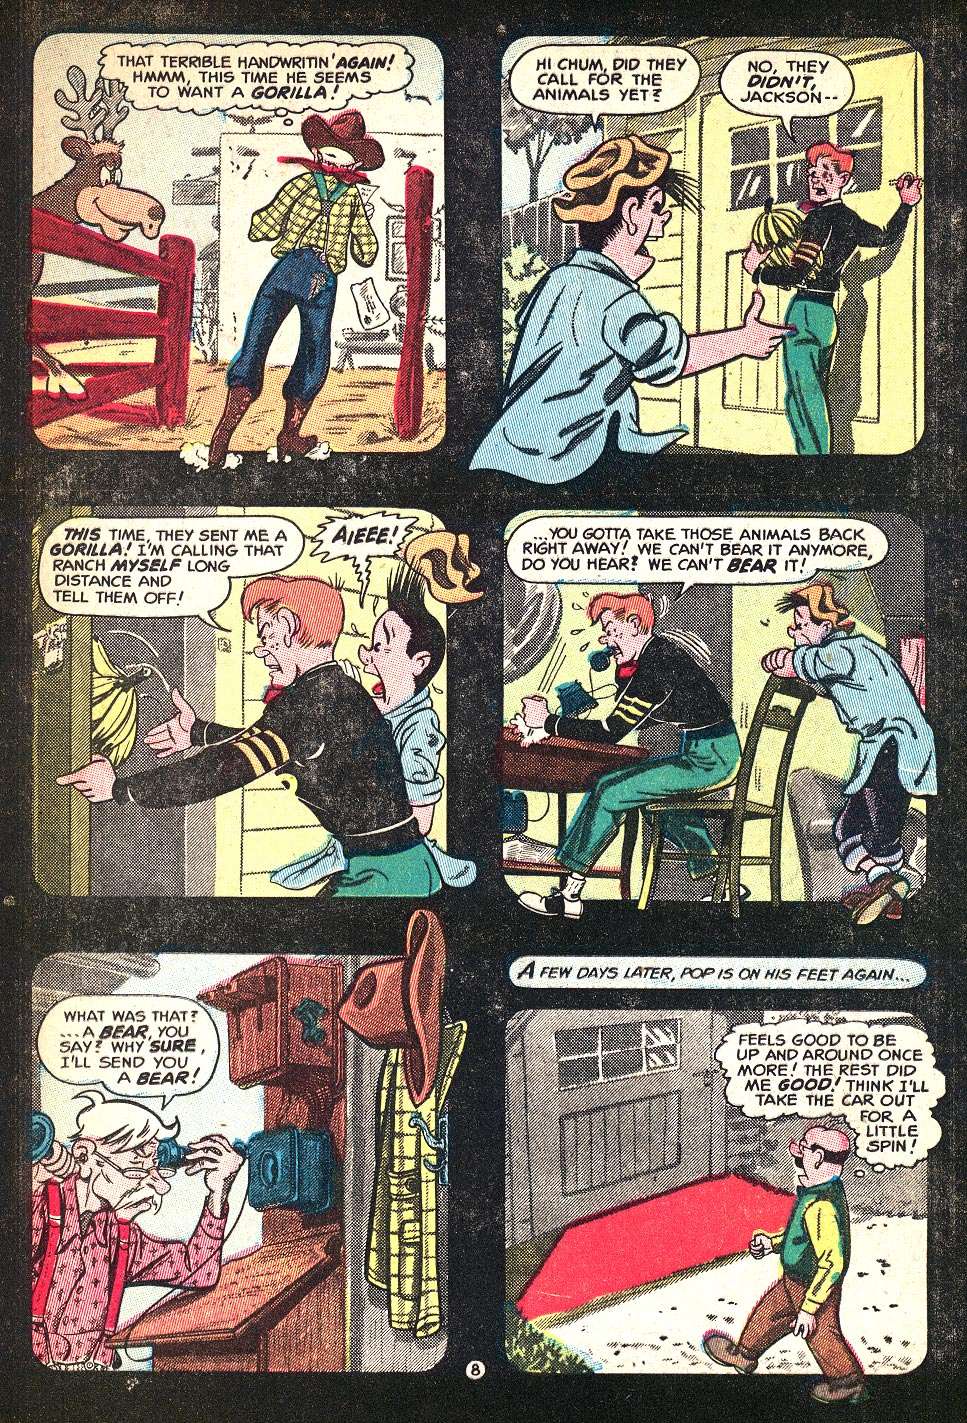 THAT TERRIBLE HANDWRITIN' AGAIN!
HMMM, THIS TIME HE SEEMS
TO WANT A GORILLA!
HI CHUM, DID THEY
CALL FOR THE
ANIMALS YET?
NO, THEY
DIDN'T,
JACKSON--
THIS TIME, THEY SENT ME A
GORILLA! I'M CALLING THAT
RANCH MYSELF LONG
DISTANCE AND
TELL THEM OFF!
AIEEE!
...YOU GOTTA TAKE THOSE ANIMALS BACK
RIGHT AWAY! WE CAN'T BEAR IT ANYMORE,
DO YOU HEAR? WE CAN'T BEAR IT!
WHAT WAS THAT?
...A BEAR, YOU
SAY? WHY SURE,
I'LL SEND YOU
A BEAR!
A FEW DAYS LATER, POP IS ON HIS FEET AGAIN...
FEELS GOOD TO BE
UP AND AROUND ONCE
MORE! THE REST DID
ME GOOD! THINK I'LL
TAKE THE CAR OUT
FOR A
LITTLE
SPIN!
8